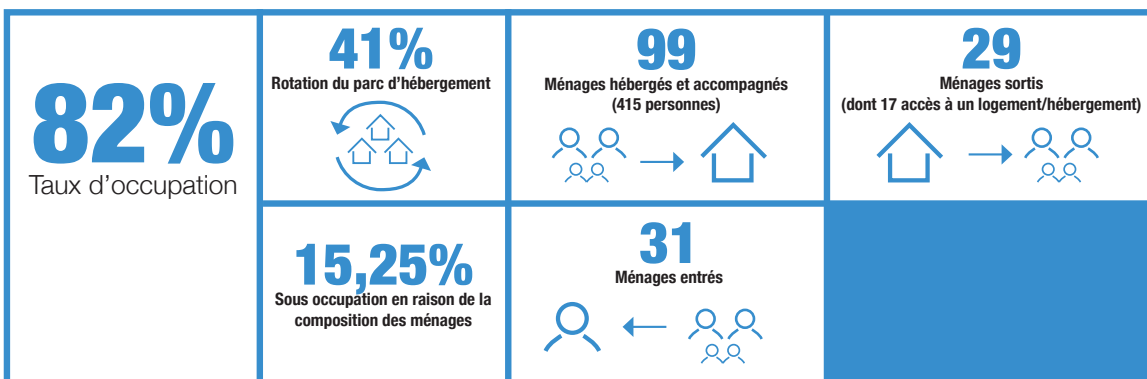 82%
Taux d'occupation
41%
Rotation du parc d'hébergement
99
Ménages hébergés et accompagnés
(415 personnes)
29
Ménages sortis
(dont 17 accès à un logement/hébergement)
15,25%
Sous occupation en raison de la
composition des ménages
31
Ménages entrés